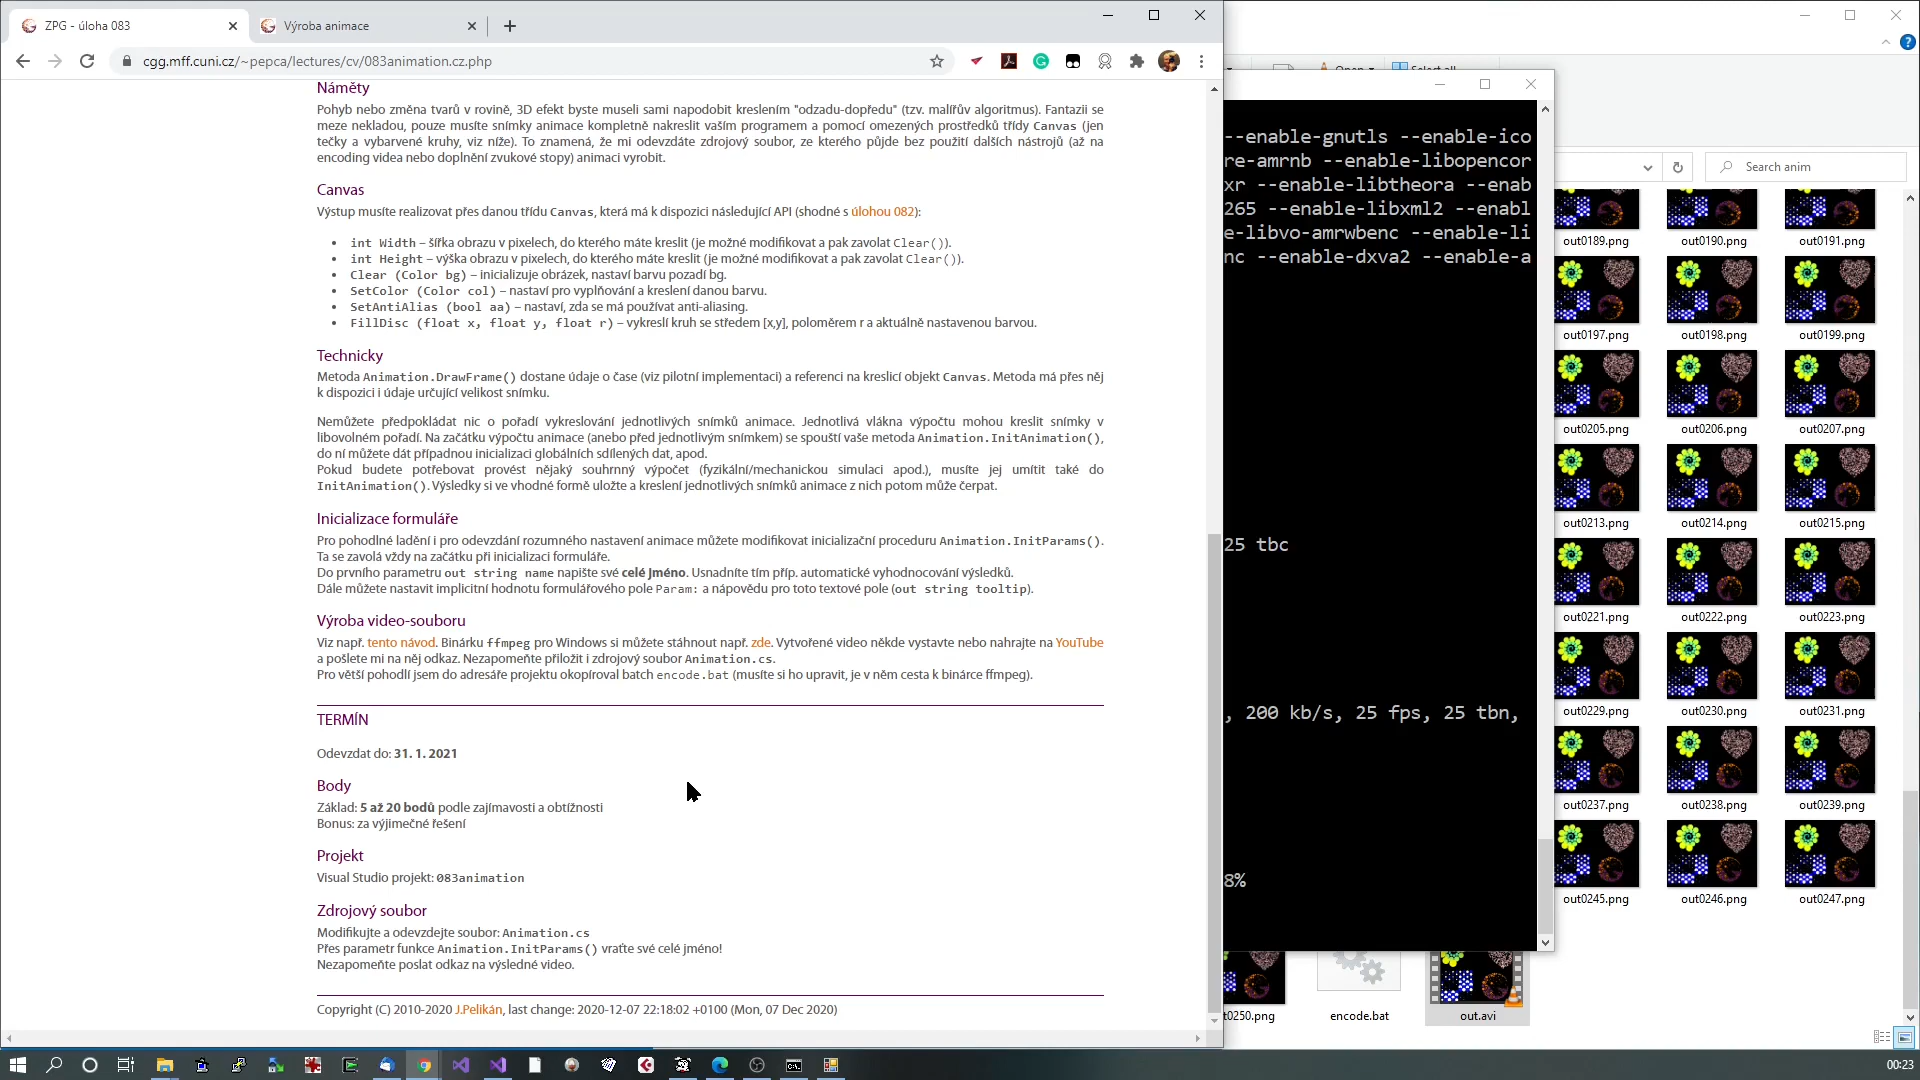 ZPG - úloha 083
Výroba animace
cgg.mff.cuni.cz/~pepca/lectures/cv/083animation.cz.php
Náměty
Pohyb nebo změna tvarů v rovině, 3D efekt byste museli sami napodobit kreslením "odzadu-dopředu" (tzv. malířův algoritmus). Fantazii se
meze nekladou, pouze musíte snímky animace kompletně nakreslit vaším programem a pomocí omezených prostředků třídy Canvas (jen
tečky a vybarvené kruhy, viz níže). To znamená, že mi odevzdáte zdrojový soubor, ze kterého půjde bez použití dalších nástrojů (až na
encoding videa nebo doplnění zvukové stopy) animaci vyrobit.
Canvas
Výstup musíte realizovat přes danou třídu Canvas, která má k dispozici následující API (shodné s úlohou 082):
• int Width – šířka obrazu v pixelech, do kterého máte kreslit (je možné modifikovat a pak zavolat Clear()).
• int Height – výška obrazu v pixelech, do kterého máte kreslit (je možné modifikovat a pak zavolat Clear()).
• Clear (Color bg) – inicializuje obrázek, nastaví barvu pozadí bg.
• SetColor (Color col) – nastaví pro vyplňování a kreslení danou barvu.
• SetAntiAlias (bool aa) – nastaví, zda se má používat anti-aliasing.
• FillDisc (float x, float y, float r) – vykreslí kruh se středem [x,y], poloměrem r a aktuálně nastavenou barvou.
Technicky
Metoda Animation.DrawFrame() dostane údaje o čase (viz pilotní implementaci) a referenci na kreslicí objekt Canvas. Metoda má přes něj
k dispozici i údaje určující velikost snímku.
Nemůžete předpokládat nic o pořadí vykreslování jednotlivých snímků animace. Jednotlivá vlákna výpočtu mohou kreslit snímky v
libovolném pořadí. Na začátku výpočtu animace (anebo před jednotlivým snímkem) se spouští vaše metoda Animation.InitAnimation(),
do ní můžete dát případnou inicializaci globálních sdílených dat, apod.
Pokud budete potřebovat provést nějaký souhrnný výpočet (fyzikální/mechanickou simulaci apod.), musíte jej umítit také do
InitAnimation(). Výsledky si ve vhodné formě uložte a kreslení jednotlivých snímků animace z nich potom může čerpat.
Inicializace formuláře
Pro pohodlné ladění i pro odevzdání rozumného nastavení animace můžete modifikovat inicializační proceduru Animation.InitParams().
Ta se zavolá vždy na začátku při inicializaci formuláře.
Do prvního parametru out string name napište své celé jméno. Usnadníte tím příp. automatické vyhodnocování výsledků.
Dále můžete nastavit implicitní hodnotu formulářového pole Param: a nápovědu pro toto textové pole (out string tooltip).
Výroba video-souboru
Viz např. tento návod. Binárku ffmpeg pro Windows si můžete stáhnout např. zde. Vytvořené video někde vystavte nebo nahrajte na YouTube
a pošlete mi na něj odkaz. Nezapomeňte přiložit i zdrojový soubor Animation.cs.
Pro větší pohodlí jsem do adresáře projektu okopíroval batch encode.bat (musíte si ho upravit, je v něm cesta k binárce ffmpeg).
TERMÍN
Odevzdat do: 31. 1. 2021
Body
Základ: 5 až 20 bodů podle zajímavosti a obtížnosti
Bonus: za výjimečné řešení
Projekt
Visual Studio projekt: 083animation
Zdrojový soubor
Modifikujte a odevzdejte soubor: Animation.cs
Přes parametr funkce Animation.InitParams() vraťte své celé jméno!
Nezapomeňte poslat odkaz na výsledné video.
Copyright (C) 2010-2020 J.Pelikán, last change: 2020-12-07 22:18:02 +0100 (Mon, 07 Dec 2020)
--enable-gnutls --enable-ico
re-amrnb --enable-libopencor
xr --enable-libtheora --enab
265 --enable-libxml2 --enabl
e-libvo-amrwbenc --enable-li
nc --enable-dxva2 --enable-a
25 tbc
, 200 kb/s, 25 fps, 25 tbn,
8%
Search anim
out0189.png out0190.png out0191.png
out0197.png out0198.png out0199.png
out0205.png out0206.png out0207.png
out0213.png out0214.png out0215.png
out0221.png out0222.png out0223.png
out0229.png out0230.png out0231.png
out0237.png out0238.png out0239.png
out0245.png out0246.png out0247.png
t0250.png encode.bat out.avi
00:23